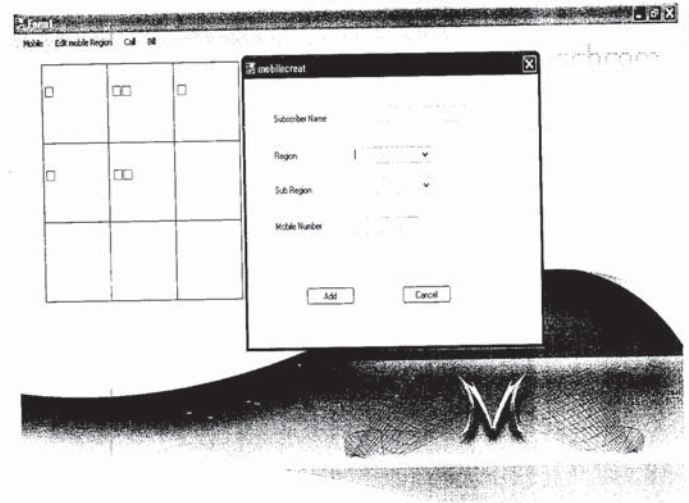 Form1
Mobile Edit mobile Region Call Bill
mobilecreat
Subscriber Name
Region
Sub Region
Mobile Number
Add Cancel